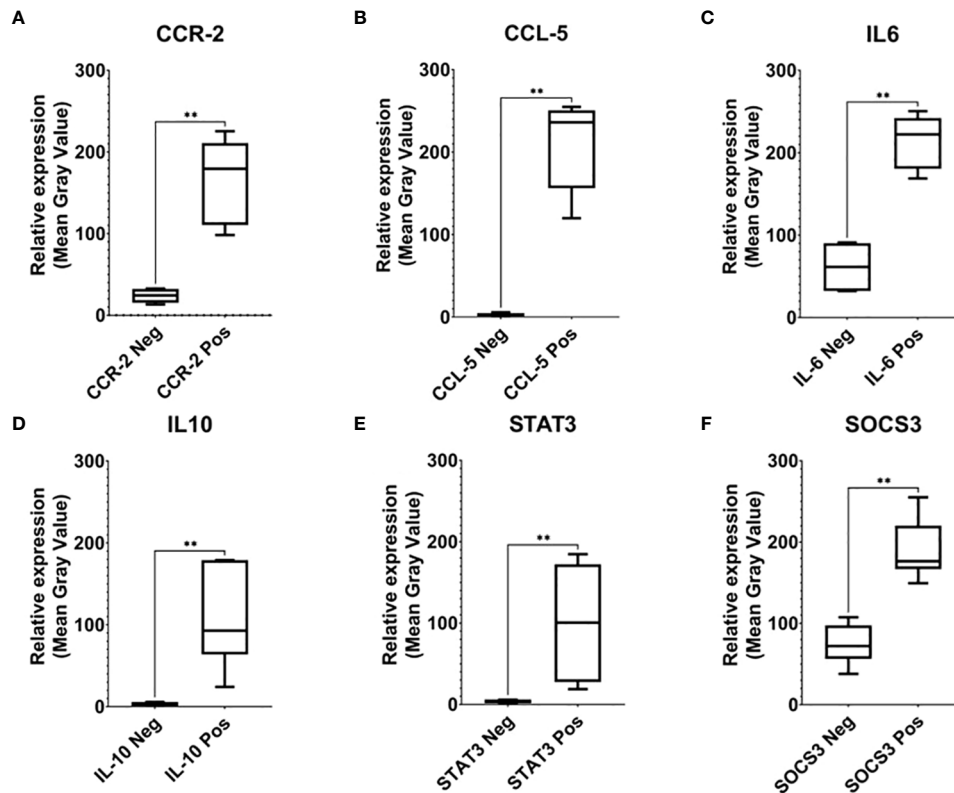 A
CCR-2
300
200
100
0
Relative expression
(Mean Gray Value)
**
CCR-2 Neg
CCR-2 Pos
B
CCL-5
300
200
100
0
Relative expression
(Mean Gray Value)
**
CCL-5 Neg
CCL-5 Pos
C
IL6
300
200
100
0
Relative expression
(Mean Gray Value)
**
IL-6 Neg
IL-6 Pos
D
IL10
300
200
100
0
Relative expression
(Mean Gray Value)
**
IL-10 Neg
IL-10 Pos
E
STAT3
300
200
100
0
Relative expression
(Mean Gray Value)
**
STAT3 Neg
STAT3 Pos
F
SOCS3
300
200
100
0
Relative expression
(Mean Gray Value)
**
SOCS3 Neg
SOCS3 Pos